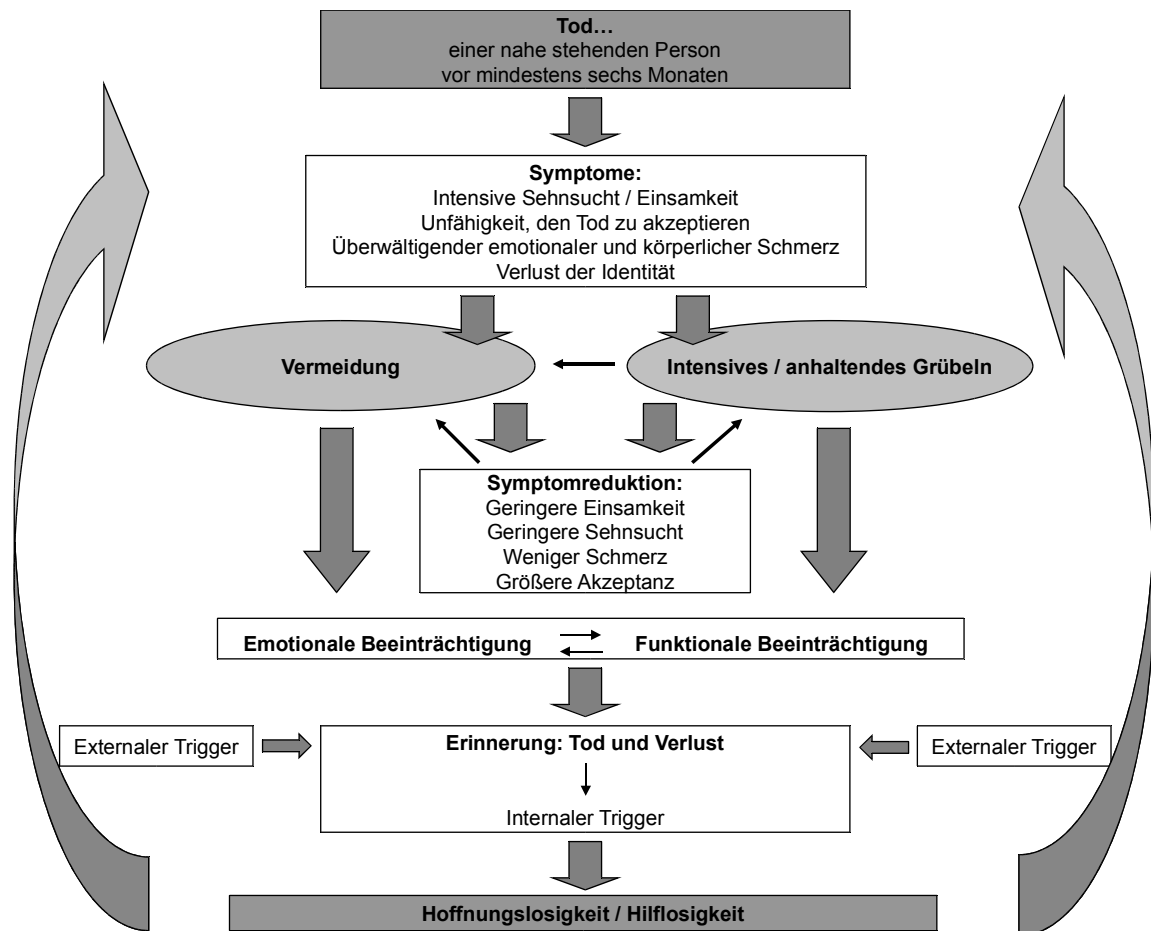 Tod…
einer nahe stehenden Person
vor mindestens sechs Monaten
Symptome:
Intensive Sehnsucht / Einsamkeit
Unfähigkeit, den Tod zu akzeptieren
Überwältigender emotionaler und körperlicher Schmerz
Verlust der Identität
Vermeidung
Intensives / anhaltendes Grübeln
Symptomreduktion:
Geringere Einsamkeit
Geringere Sehnsucht
Weniger Schmerz
Größere Akzeptanz
Emotionale Beeinträchtigung
Funktionale Beeinträchtigung
Externaler Trigger
Erinnerung: Tod und Verlust
Internaler Trigger
Externaler Trigger
Hoffnungslosigkeit / Hilflosigkeit